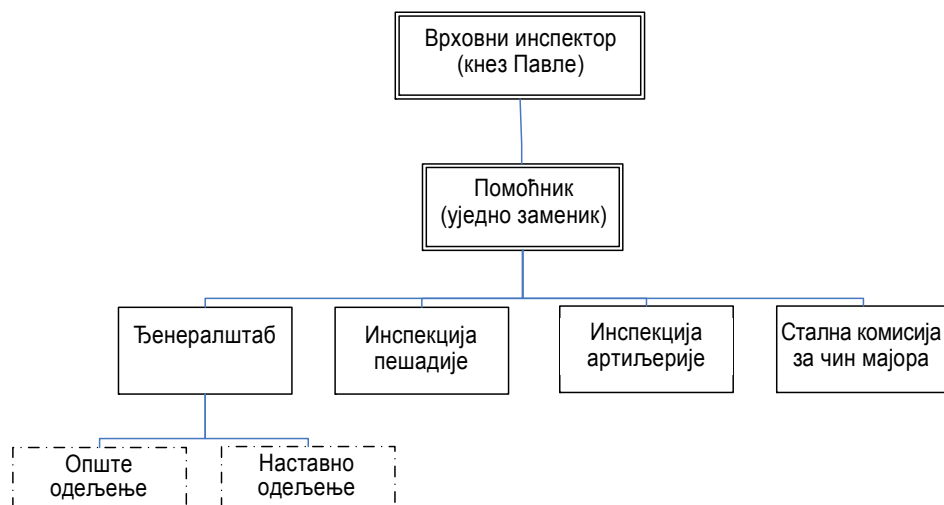 Врховни инспектор
(кнез Павле)
Помоћник
(уједно заменик)
Ђенералштаб
Инспекција
пешадије
Инспекција
артиљерије
Стална комисија
за чин мајора
Опште
одељење
Наставно
одељење